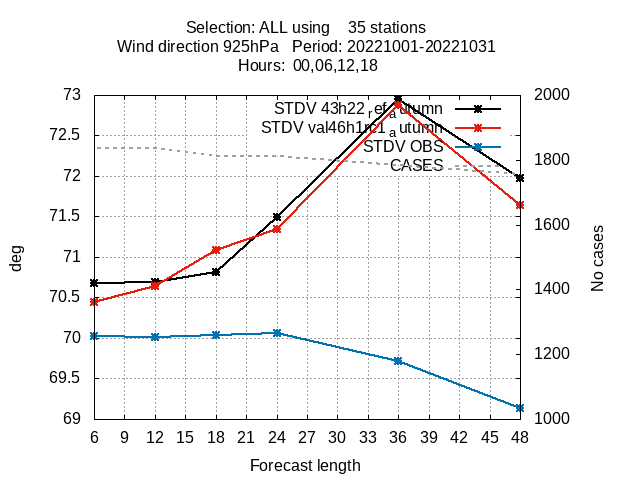 Selection: ALL using 35 stations
Wind direction 925hPa Period: 20221001-20221031
Hours: 00,06,12,18
STDV 43h22ref_autumn
STDV val46h1rc1autumn
STDV OBS
CASES
73
72.5
72
71.5
71
70.5
70
69.5
69
deg
2000
1800
1600
1400
1200
1000
No cases
6 9 12 15 18 21 24 27 30 33 36 39 42 45 48
Forecast length